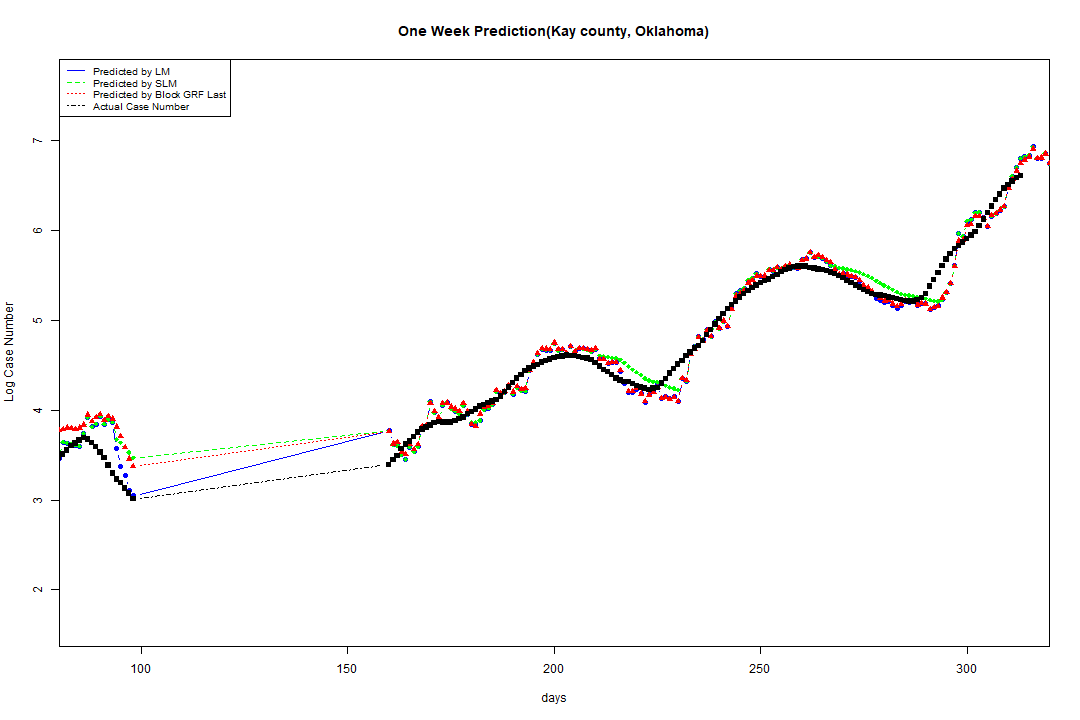 One Week Prediction(Kay county, Oklahoma)
Predicted by LM
Predicted by SLM
Predicted by Block GRF Last
Actual Case Number
Log Case Number
7
6
5
4
3
2
100 150 200 250 300
days